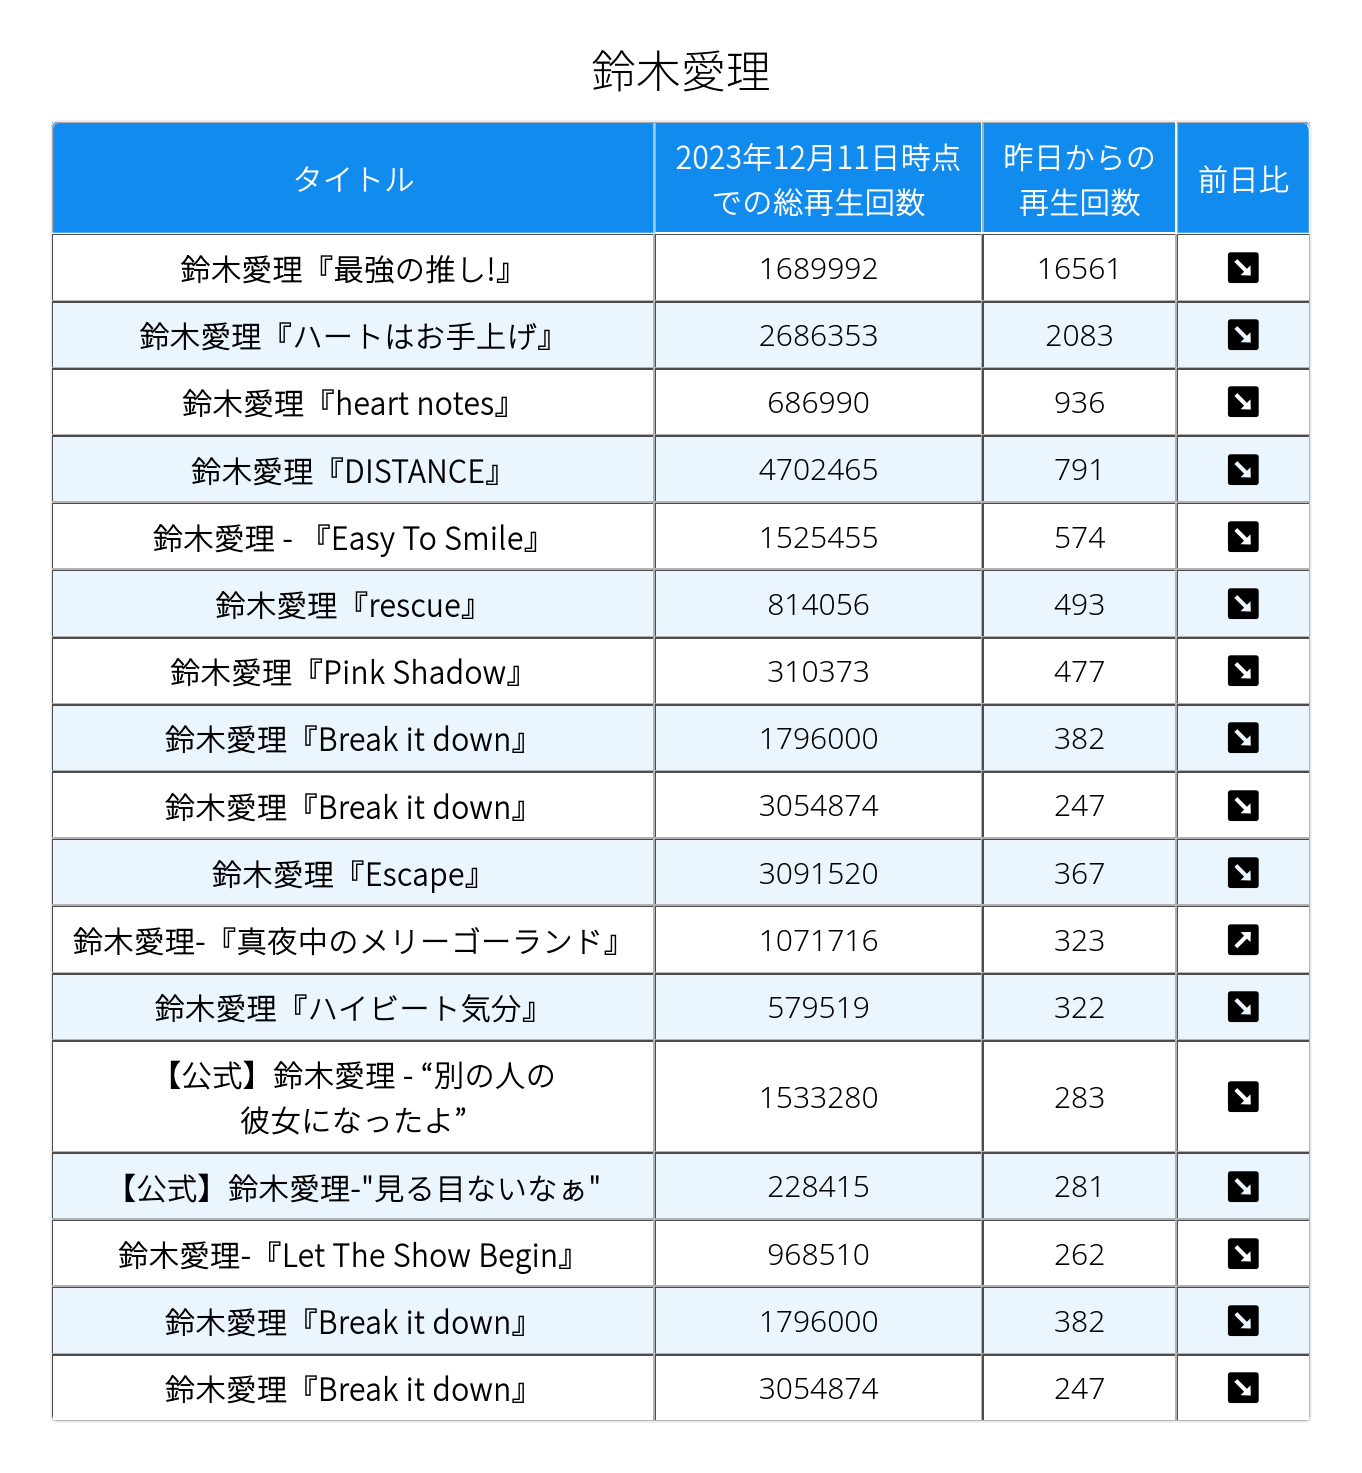 鈴木愛理
タイトル
2023年12月11日時点
での総再生回数
昨日からの
再生回数
前日比
鈴木愛理『最強の推し!』 1689992 16561 ↘
鈴木愛理『ハートはお手上げ』 2686353 2083 ↘
鈴木愛理『heart notes』 686990 936 ↘
鈴木愛理『DISTANCE』 4702465 791 ↘
鈴木愛理 - 『Easy To Smile』 1525455 574 ↘
鈴木愛理『rescue』 814056 493 ↘
鈴木愛理『Pink Shadow』 310373 477 ↘
鈴木愛理『Break it down』 1796000 382 ↘
鈴木愛理『Break it down』 3054874 247 ↘
鈴木愛理『Escape』 3091520 367 ↘
鈴木愛理-『真夜中のメリーゴーランド』 1071716 323 ↗
鈴木愛理『ハイビート気分』 579519 322 ↘
【公式】鈴木愛理 - “別の人の
彼女になったよ” 1533280 283 ↘
【公式】鈴木愛理-"見る目ないなぁ" 228415 281 ↘
鈴木愛理-『Let The Show Begin』 968510 262 ↘
鈴木愛理『Break it down』 1796000 382 ↘
鈴木愛理『Break it down』 3054874 247 ↘